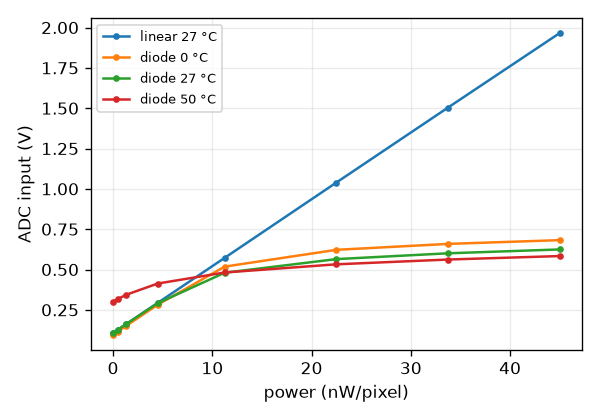 2.00
1.75
1.50
1.25
1.00
0.75
0.50
0.25
ADC input (V)
linear 27 °C
diode 0 °C
diode 27 °C
diode 50 °C
0 10 20 30 40
power (nW/pixel)